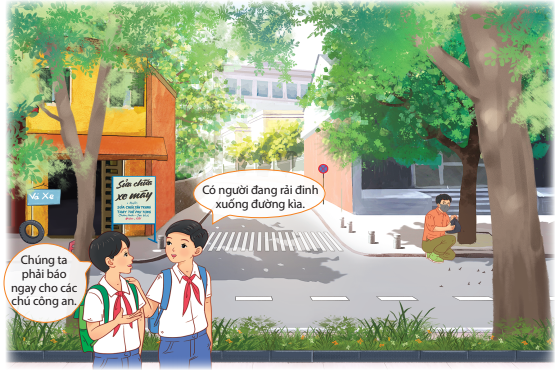 Sửa chữa
xe máy
Vá Xe
Có người đang rải đinh
xuống đường kìa.
Chúng ta
phải báo
ngay cho các
chú công an.